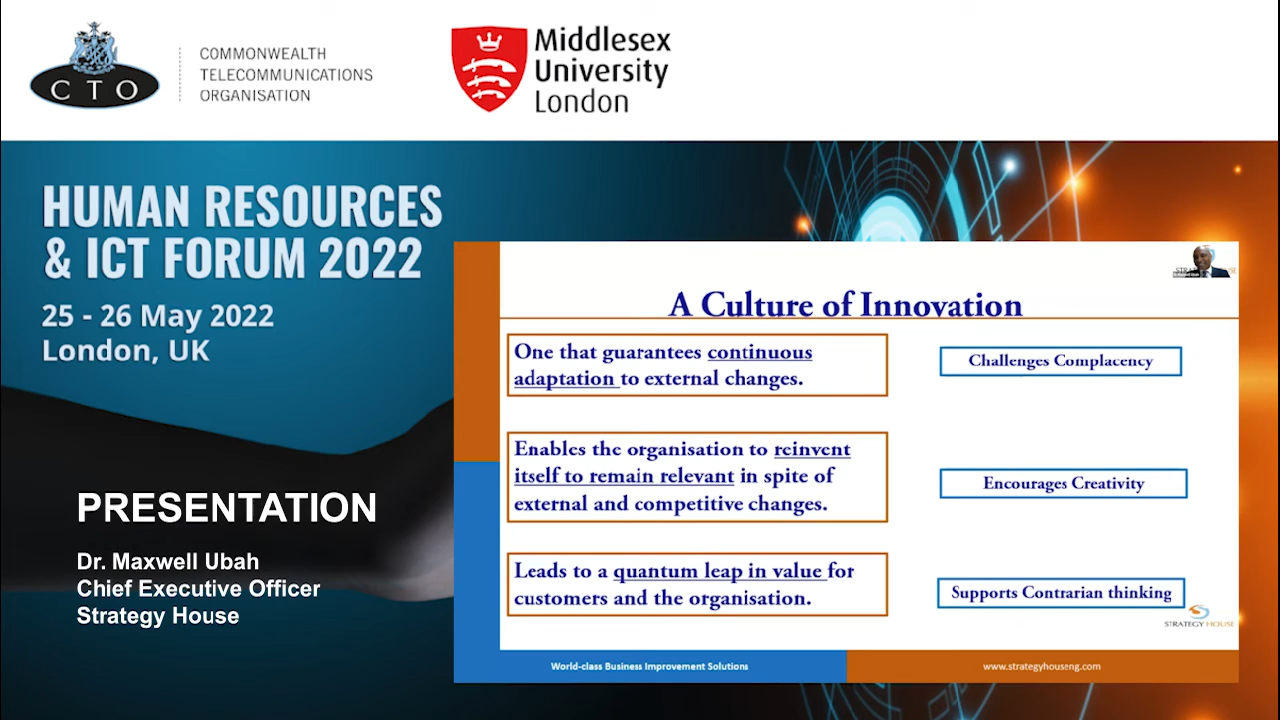 CTO
COMMONWEALTH
TELECOMMUNICATIONS
ORGANISATION
Middlesex
University
London
HUMAN RESOURCES
& ICT FORUM 2022
25 - 26 May 2022
London, UK
PRESENTATION
Dr. Maxwell Ubah
Chief Executive Officer
Strategy House
A Culture of Innovation
One that guarantees continuous
adaptation to external changes.
Challenges Complacency
Enables the organisation to reinvent
itself to remain relevant in spite of
external and competitive changes.
Encourages Creativity
Leads to a quantum leap in value for
customers and the organisation.
Supports Contrarian thinking
STRATEGY HOUSE
World-class Business Improvement Solutions
www.strategyhouseng.com